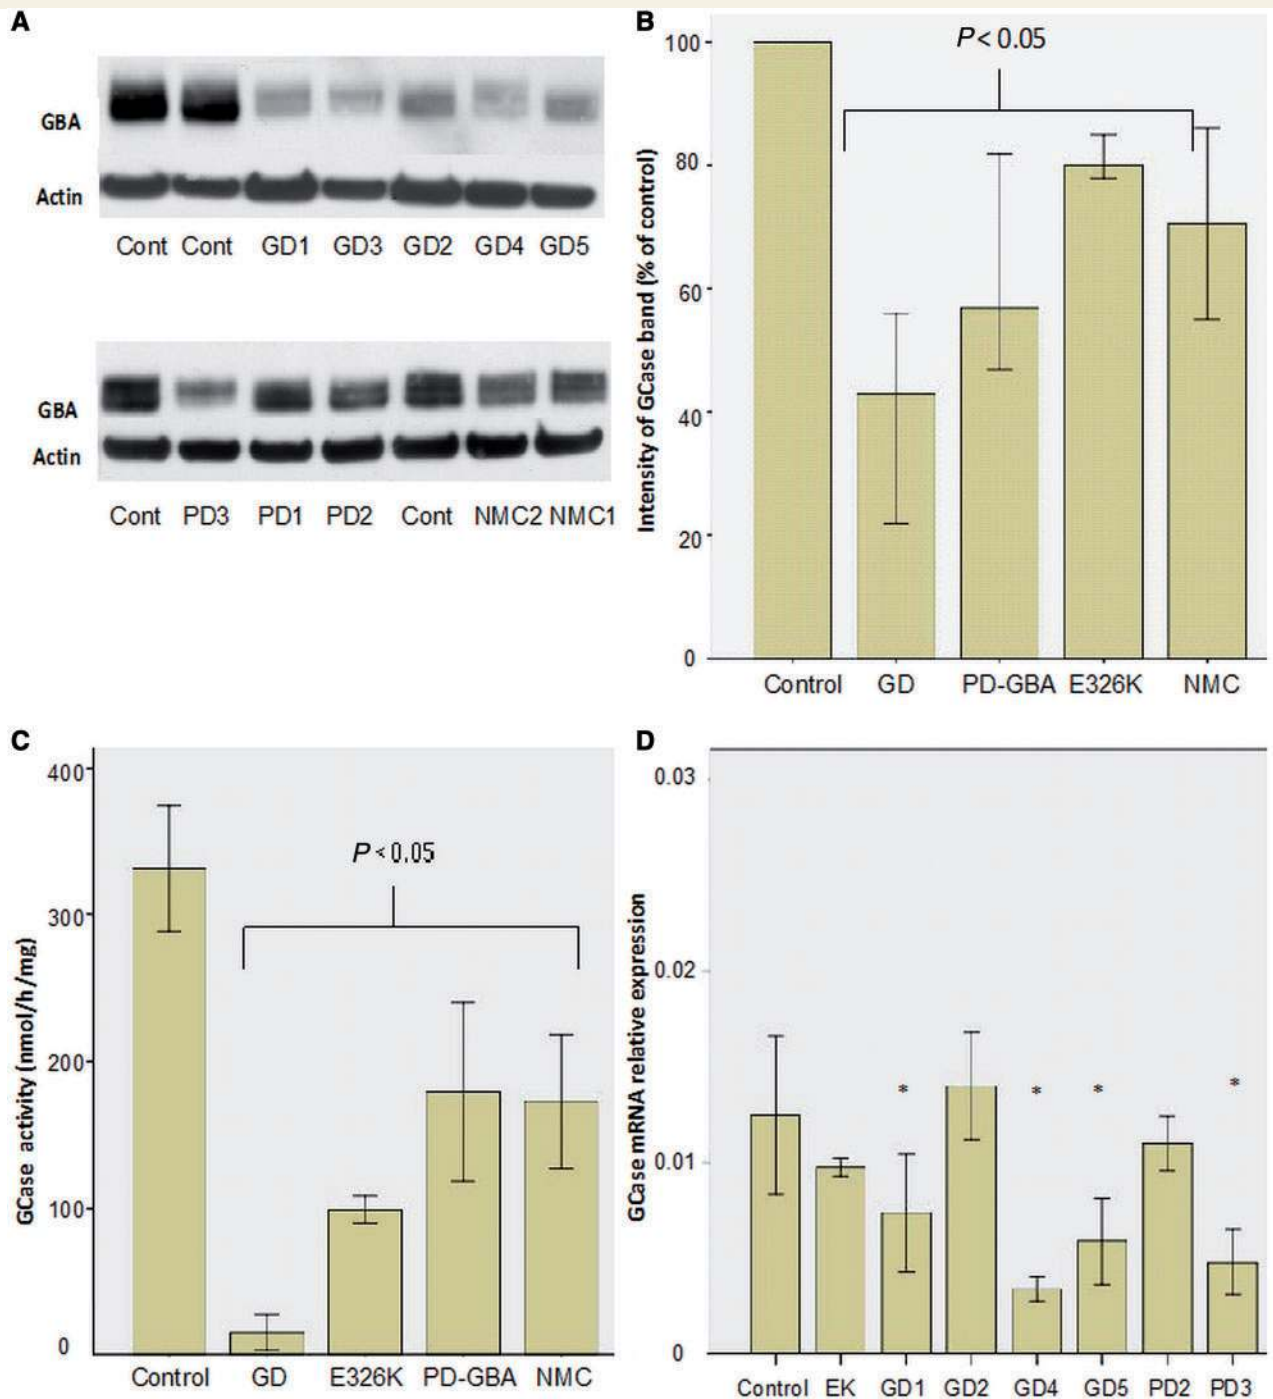 A
GBA
Actin
Cont Cont GD1 GD3 GD2 GD4 GD5
GBA
Actin
Cont PD3 PD1 PD2 Cont NMC2 NMC1
B
P < 0.05
Intensity of GCase band (% of control)
100
80
60
40
20
0
Control GD PD-GBA E326K NMC
C
P < 0.05
GCase activity (nmol/h/mg)
400
300
200
100
0
Control GD E326K PD-GBA NMC
D
GCase mRNA relative expression
0.03
0.02
0.01
0
* * * *
Control EK GD1 GD2 GD4 GD5 PD2 PD3